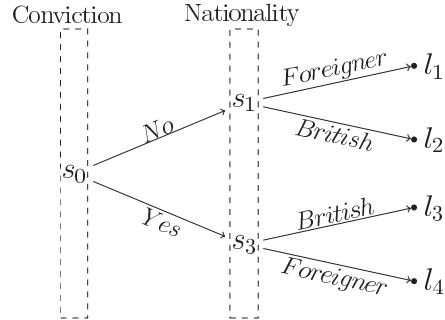 Conviction Nationality
Foreigner l₁
s₁
No British l₂
s₀
Yes British l₃
s₃
Foreigner l₄